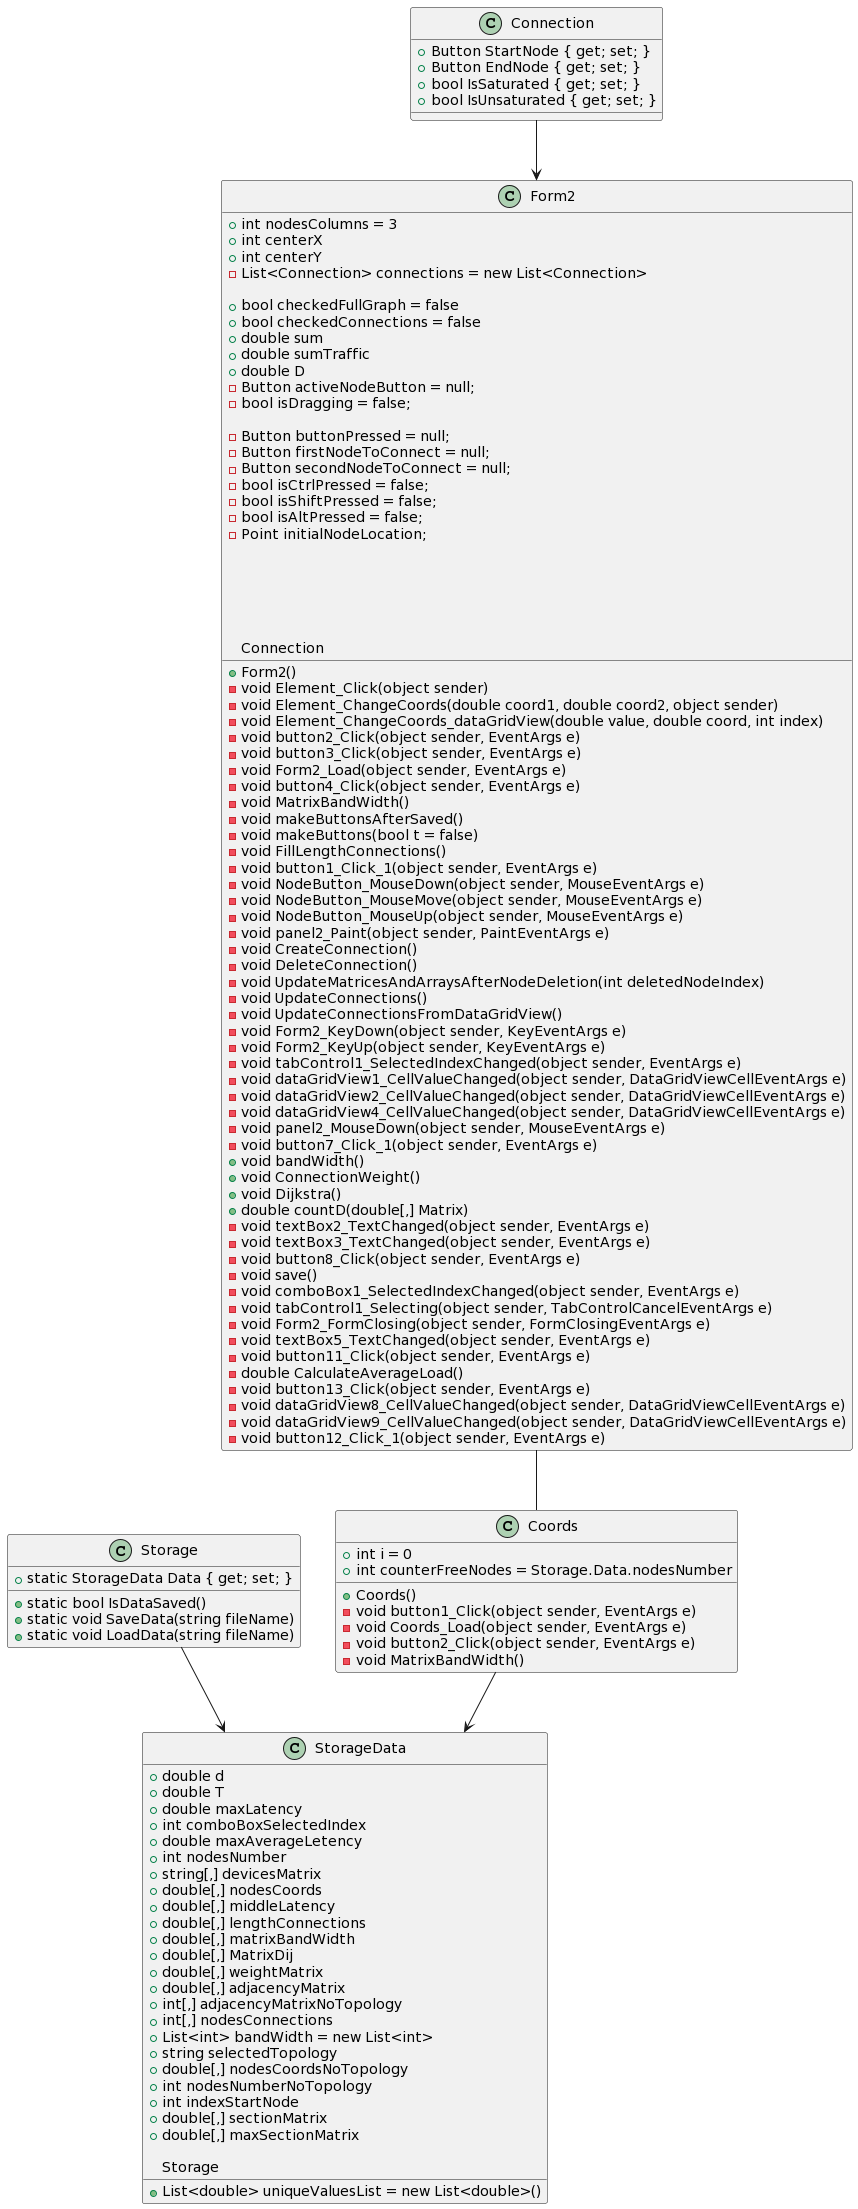 C Connection
Button StartNode { get; set; }
Button EndNode { get; set; }
bool IsSaturated { get; set; }
bool IsUnsaturated { get; set; }
C Form2
int nodesColumns = 3
int centerX
int centerY
List<Connection> connections = new List<Connection>
bool checkedFullGraph = false
bool checkedConnections = false
double sum
double sumTraffic
double D
Button activeNodeButton = null;
bool isDragging = false;
Button buttonPressed = null;
Button firstNodeToConnect = null;
Button secondNodeToConnect = null;
bool isCtrlPressed = false;
bool isShiftPressed = false;
bool isAltPressed = false;
Point initialNodeLocation;
Connection
Form2()
void Element_Click(object sender)
void Element_ChangeCoords(double coord1, double coord2, object sender)
void Element_ChangeCoords_dataGridView(double value, double coord, int index)
void button2_Click(object sender, EventArgs e)
void button3_Click(object sender, EventArgs e)
void Form2_Load(object sender, EventArgs e)
void button4_Click(object sender, EventArgs e)
void MatrixBandWidth()
void makeButtonsAfterSaved()
void makeButtons(bool t = false)
void FillLengthConnections()
void button1_Click_1(object sender, EventArgs e)
void NodeButton_MouseDown(object sender, MouseEventArgs e)
void NodeButton_MouseMove(object sender, MouseEventArgs e)
void NodeButton_MouseUp(object sender, MouseEventArgs e)
void panel2_Paint(object sender, PaintEventArgs e)
void CreateConnection()
void DeleteConnection()
void UpdateMatricesAndArraysAfterNodeDeletion(int deletedNodeIndex)
void UpdateConnections()
void UpdateConnectionsFromDataGridView()
void Form2_KeyDown(object sender, KeyEventArgs e)
void Form2_KeyUp(object sender, KeyEventArgs e)
void tabControl1_SelectedIndexChanged(object sender, EventArgs e)
void dataGridView1_CellValueChanged(object sender, DataGridViewCellEventArgs e)
void dataGridView2_CellValueChanged(object sender, DataGridViewCellEventArgs e)
void dataGridView4_CellValueChanged(object sender, DataGridViewCellEventArgs e)
void panel2_MouseDown(object sender, MouseEventArgs e)
void button7_Click_1(object sender, EventArgs e)
void bandWidth()
void ConnectionWeight()
void Dijkstra()
double countD(double[,] Matrix)
void textBox2_TextChanged(object sender, EventArgs e)
void textBox3_TextChanged(object sender, EventArgs e)
void button8_Click(object sender, EventArgs e)
void save()
void comboBox1_SelectedIndexChanged(object sender, EventArgs e)
void tabControl1_Selecting(object sender, TabControlCancelEventArgs e)
void Form2_FormClosing(object sender, FormClosingEventArgs e)
void textBox5_TextChanged(object sender, EventArgs e)
void button11_Click(object sender, EventArgs e)
double CalculateAverageLoad()
void button13_Click(object sender, EventArgs e)
void dataGridView8_CellValueChanged(object sender, DataGridViewCellEventArgs e)
void dataGridView9_CellValueChanged(object sender, DataGridViewCellEventArgs e)
void button12_Click_1(object sender, EventArgs e)
C Storage
static StorageData Data { get; set; }
static bool IsDataSaved()
static void SaveData(string fileName)
static void LoadData(string fileName)
C Coords
int i = 0
int counterFreeNodes = Storage.Data.nodesNumber
Coords()
void button1_Click(object sender, EventArgs e)
void Coords_Load(object sender, EventArgs e)
void button2_Click(object sender, EventArgs e)
void MatrixBandWidth()
C StorageData
double d
double T
double maxLatency
int comboBoxSelectedIndex
double maxAverageLetency
int nodesNumber
string[,] devicesMatrix
double[,] nodesCoords
double[,] middleLatency
double[,] lengthConnections
double[,] matrixBandWidth
double[,] MatrixDij
double[,] weightMatrix
double[,] adjacencyMatrix
int[,] adjacencyMatrixNoTopology
int[,] nodesConnections
List<int> bandWidth = new List<int>
string selectedTopology
double[,] nodesCoordsNoTopology
int nodesNumberNoTopology
int indexStartNode
double[,] sectionMatrix
double[,] maxSectionMatrix
Storage
List<double> uniqueValuesList = new List<double>()